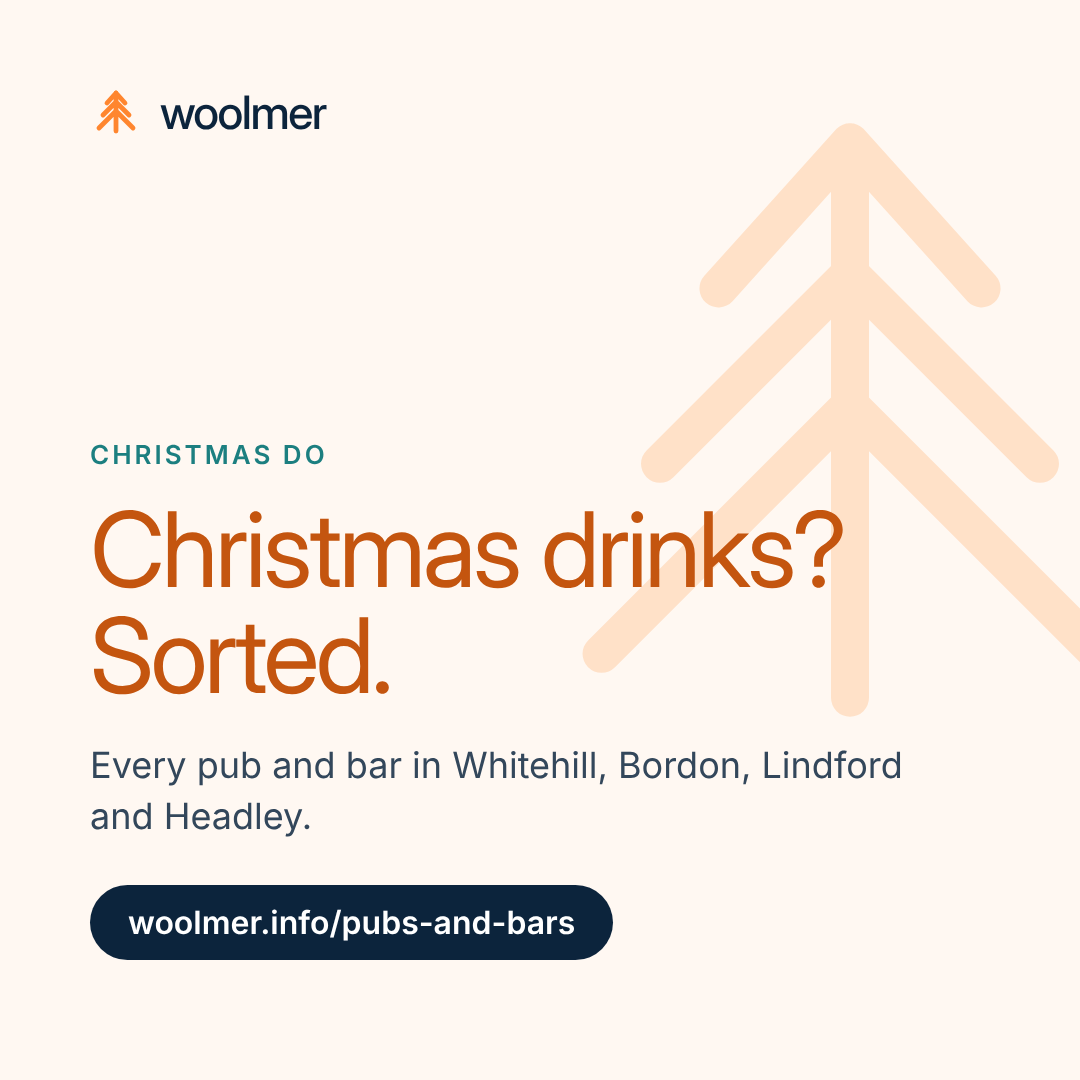 woolmer
CHRISTMAS DO
Christmas drinks?
Sorted.
Every pub and bar in Whitehill, Bordon, Lindford
and Headley.
woolmer.info/pubs-and-bars